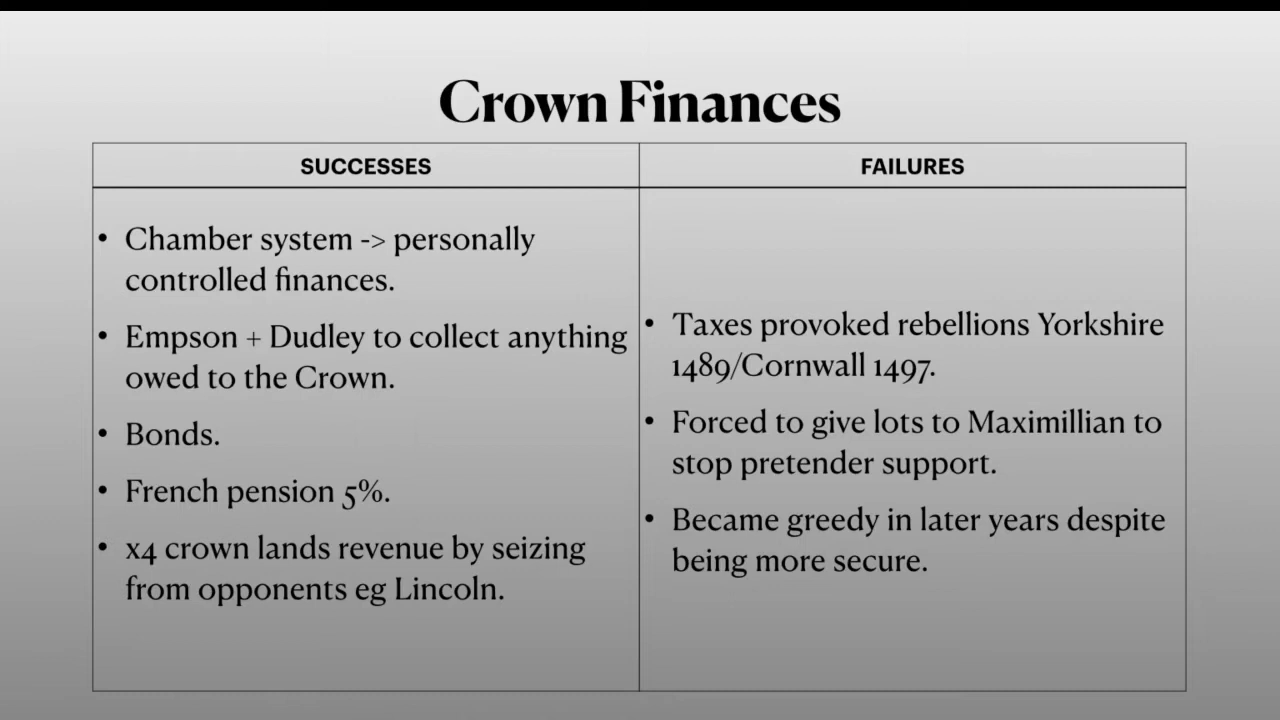 Crown Finances
SUCCESSES
FAILURES
• Chamber system -> personally
controlled finances.
• Empson + Dudley to collect anything
owed to the Crown.
• Bonds.
• French pension 5%.
• x4 crown lands revenue by seizing
from opponents eg Lincoln.
• Taxes provoked rebellions Yorkshire
1489/Cornwall 1497.
• Forced to give lots to Maximillian to
stop pretender support.
• Became greedy in later years despite
being more secure.